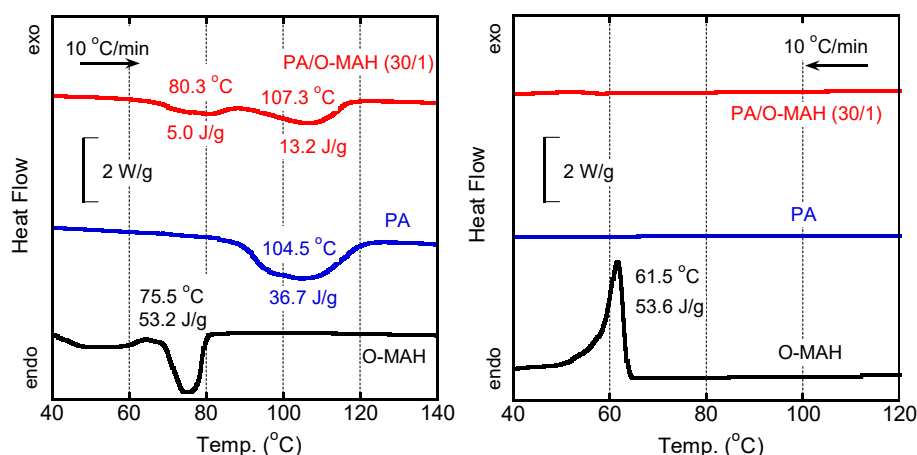 exo
10 °C/min
PA/O-MAH (30/1)
80.3 °C
107.3 °C
5.0 J/g
13.2 J/g
2 W/g
Heat Flow
PA
104.5 °C
36.7 J/g
75.5 °C
53.2 J/g
O-MAH
endo
40 60 80 100 120 140
Temp. (°C)
exo
10 °C/min
PA/O-MAH (30/1)
2 W/g
Heat Flow
PA
61.5 °C
53.6 J/g
O-MAH
endo
40 60 80 100 120
Temp. (°C)